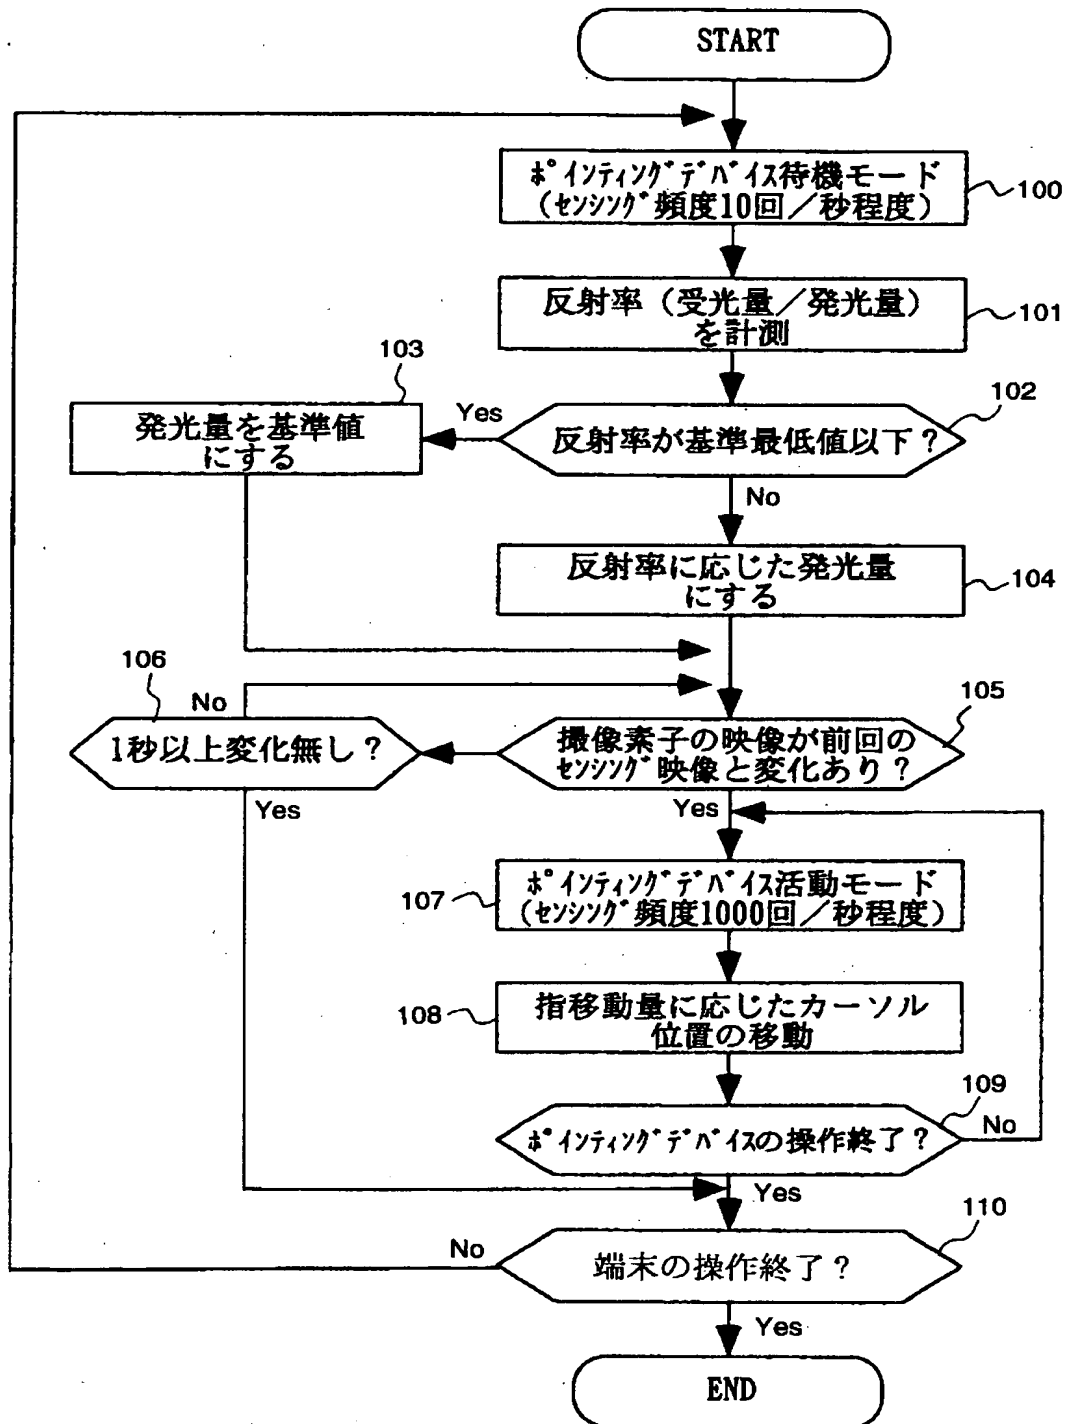 START
ポインティングデバイス待機モード
(センシング頻度10回／秒程度)
100
反射率（受光量／発光量）
を計測
101
103
102
発光量を基準値
にする
Yes
反射率が基準最低値以下？
No
反射率に応じた発光量
にする
104
106
No
105
1秒以上変化無し？
撮像素子の映像が前回の
センシング映像と変化あり？
Yes
Yes
ポインティングデバイス活動モード
(センシング頻度1000回／秒程度)
107
指移動量に応じたカーソル
位置の移動
108
109
ポインティングデバイスの操作終了？
No
Yes
110
No
端末の操作終了？
Yes
END